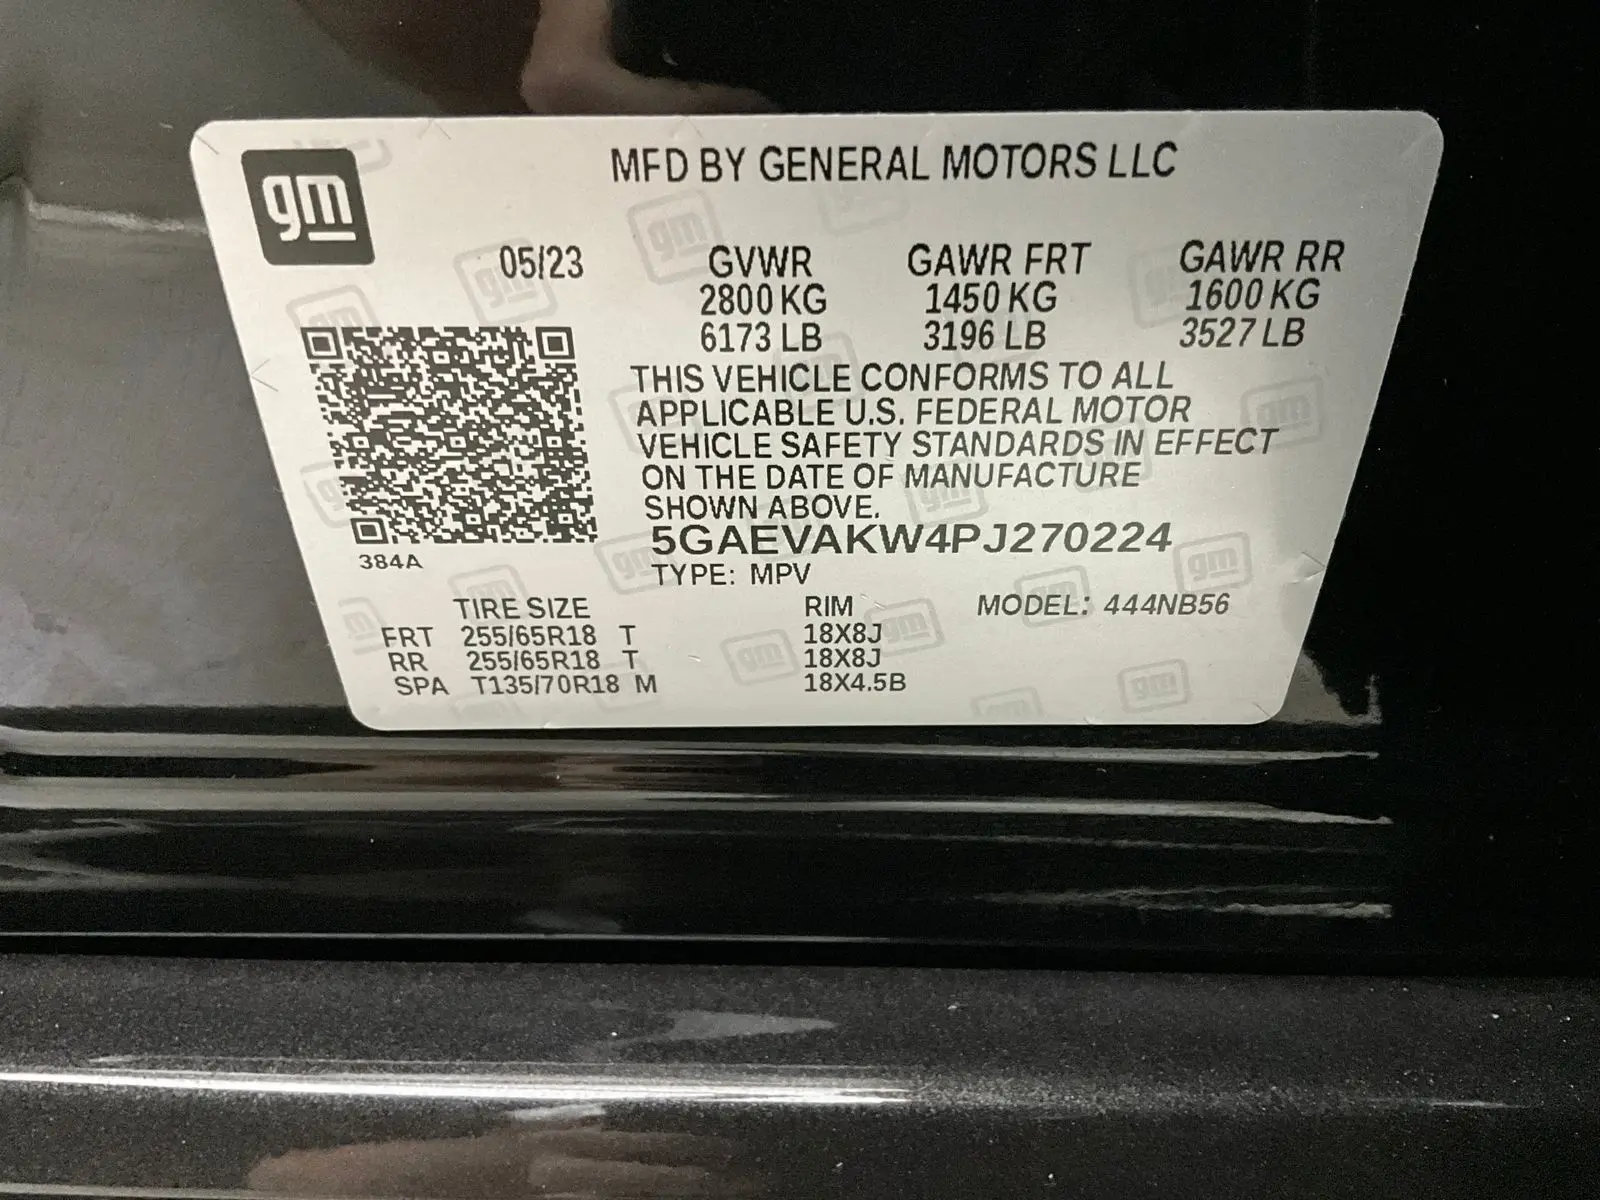 gm
MFD BY GENERAL MOTORS LLC
05/23 GVWR GAWR FRT GAWR RR
2800 KG 1450 KG 1600 KG
6173 LB 3196 LB 3527 LB
THIS VEHICLE CONFORMS TO ALL
APPLICABLE U.S. FEDERAL MOTOR
VEHICLE SAFETY STANDARDS IN EFFECT
ON THE DATE OF MANUFACTURE
SHOWN ABOVE.
5GAEVAKW4PJ270224
384A
TYPE: MPV
TIRE SIZE RIM MODEL: 444NB56
FRT 255/65R18 T 18X8J
RR 255/65R18 T 18X8J
SPA T135/70R18 M 18X4.5B